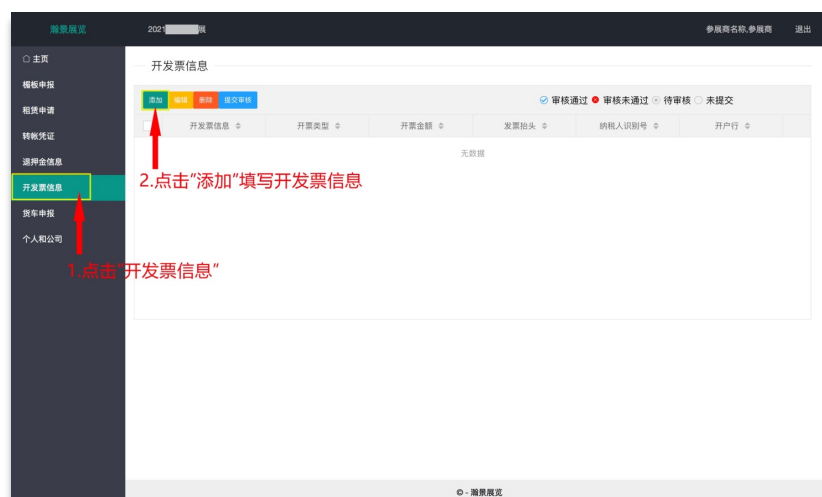 瀚景展览 2021 展 参展商名称.参展商 退出
主页
楣板申报
租赁申请
转帐凭证
退押金信息
开发票信息
货车申报
个人和公司
开发票信息
添加 编辑 删除 提交审核 审核通过 审核未通过 待审核 未提交
开发票信息 开票类型 开票金额 发票抬头 纳税人识别号 开户行
无数据
2.点击"添加"填写开发票信息
1.点击"开发票信息"
© - 瀚景展览